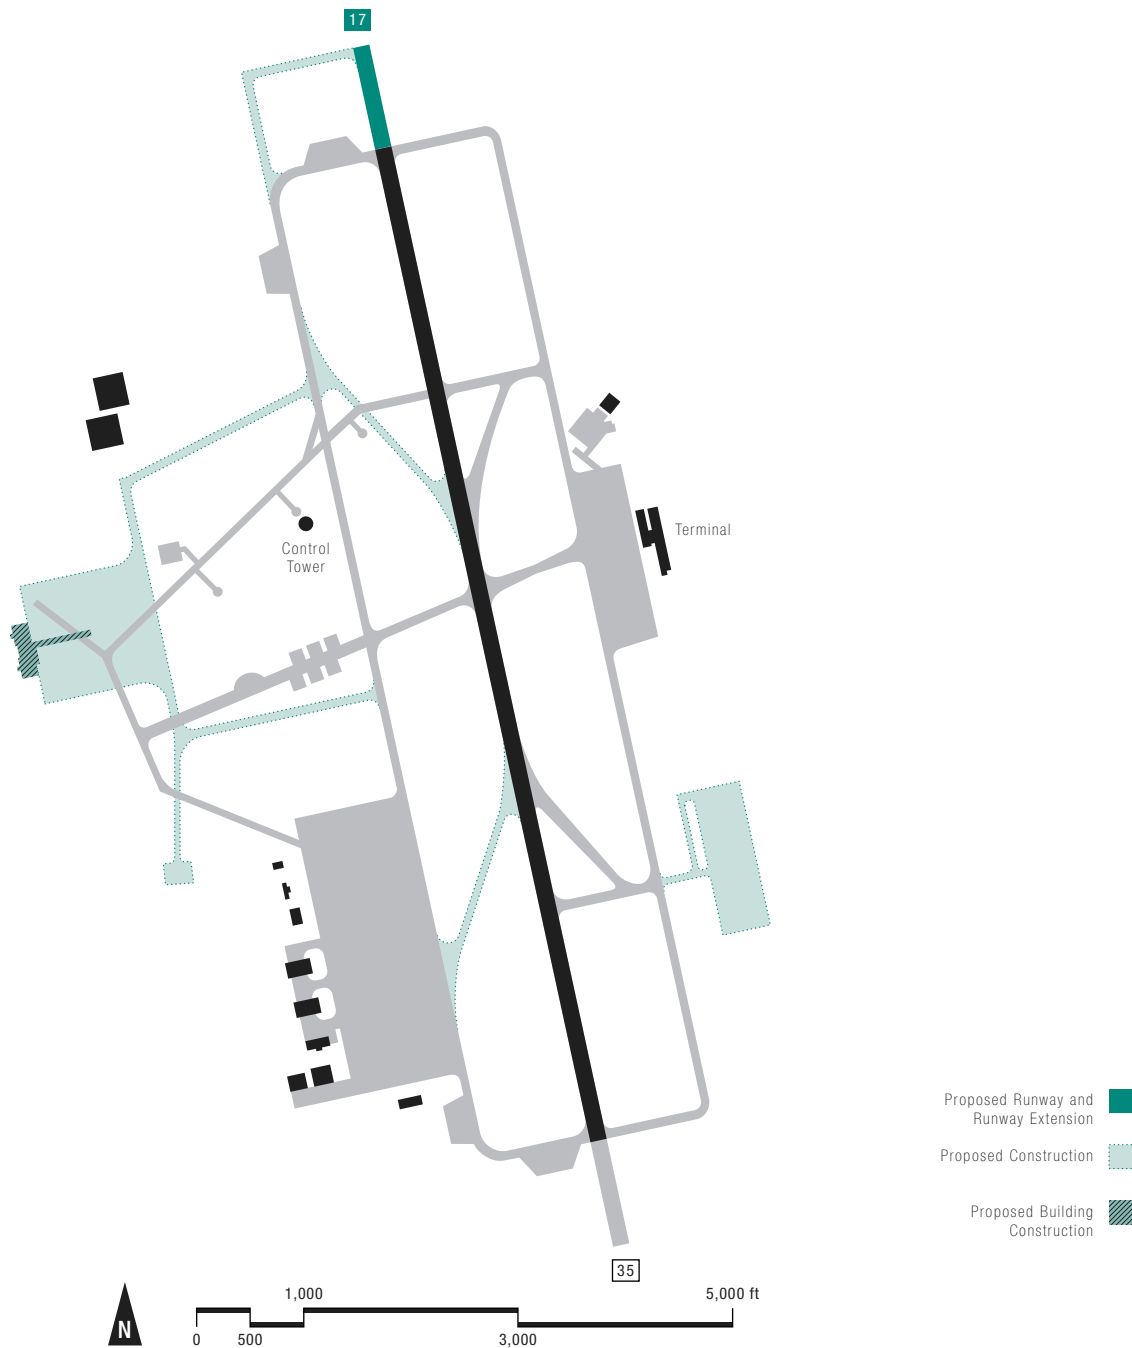 17
Terminal
Control
Tower
Proposed Runway and
Runway Extension
Proposed Construction
Proposed Building
Construction
35
1,000
5,000 ft
N
0
500
3,000